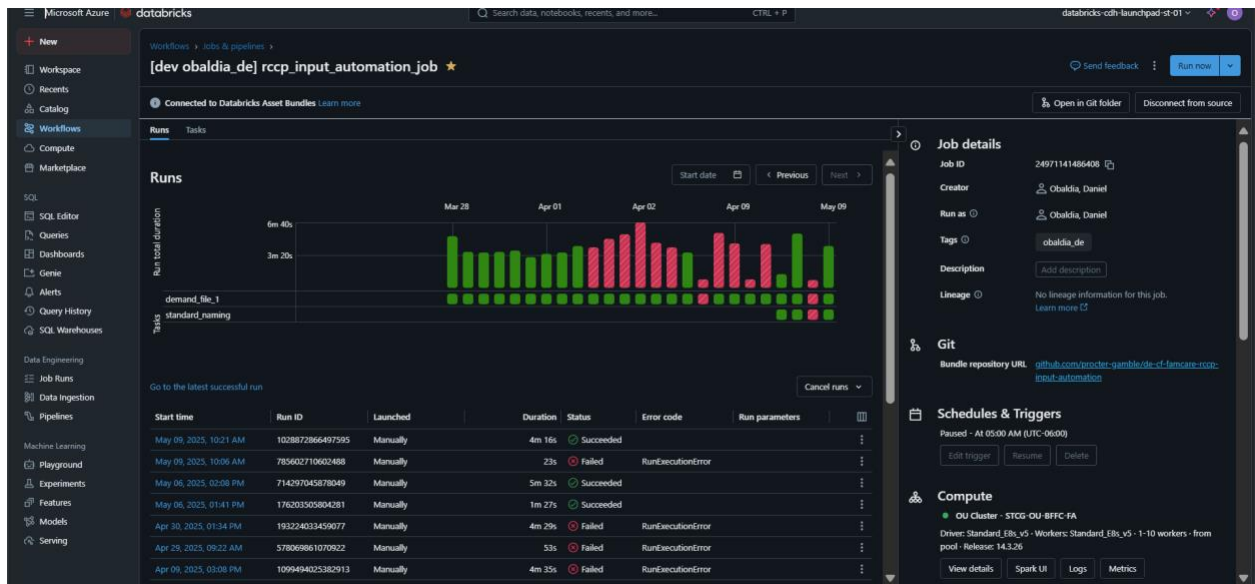 Microsoft Azure
databricks
Search data, notebooks, recents, and more...
CTRL + P
databricks-cdh-launchpad-st-01
O
New
Workspace
Recents
Catalog
Workflows
Compute
Marketplace
SQL
SQL Editor
Queries
Dashboards
Genie
Alerts
Query History
SQL Warehouses
Data Engineering
Job Runs
Data Ingestion
Pipelines
Machine Learning
Playground
Experiments
Features
Models
Serving
Workflows > Jobs & pipelines >
[dev obaldia_de] rccp_input_automation_job
Send feedback
Run now
Connected to Databricks Asset Bundles Learn more
Open in Git folder
Disconnect from source
Runs Tasks
Runs
Start date
Previous
Next
Mar 28 Apr 01 Apr 02 Apr 09 May 09
Run total duration
6m 40s
3m 20s
Tasks
demand_file_1
standard_naming
Go to the latest successful run
Cancel runs
Start time Run ID Launched Duration Status Error code Run parameters
May 09, 2025, 10:21 AM 1028872866497595 Manually 4m 16s Succeeded
May 09, 2025, 10:06 AM 785602710602488 Manually 23s Failed RunExecutionError
May 06, 2025, 02:08 PM 714297045878049 Manually 5m 32s Succeeded
May 06, 2025, 01:41 PM 176203505804281 Manually 1m 27s Succeeded
Apr 30, 2025, 01:34 PM 193224033459077 Manually 4m 29s Failed RunExecutionError
Apr 29, 2025, 09:22 AM 578069861070922 Manually 53s Failed RunExecutionError
Apr 09, 2025, 03:08 PM 1099494025382913 Manually 4m 35s Failed RunExecutionError
Job details
Job ID 24971141486408
Creator Obaldia, Daniel
Run as Obaldia, Daniel
Tags obaldia_de
Description Add description
Lineage No lineage information for this job.
Learn more
Git
Bundle repository URL github.com/procter-gamble/de-cf-famcare-rccp-
input-automation
Schedules & Triggers
Paused - At 05:00 AM (UTC-06:00)
Edit trigger Resume Delete
Compute
OU Cluster - STCG-OU-BFFC-FA
Driver: Standard_E8s_v5 · Workers: Standard_E8s_v5 · 1-10 workers · from
pool · Release: 14.3.26
View details Spark UI Logs Metrics